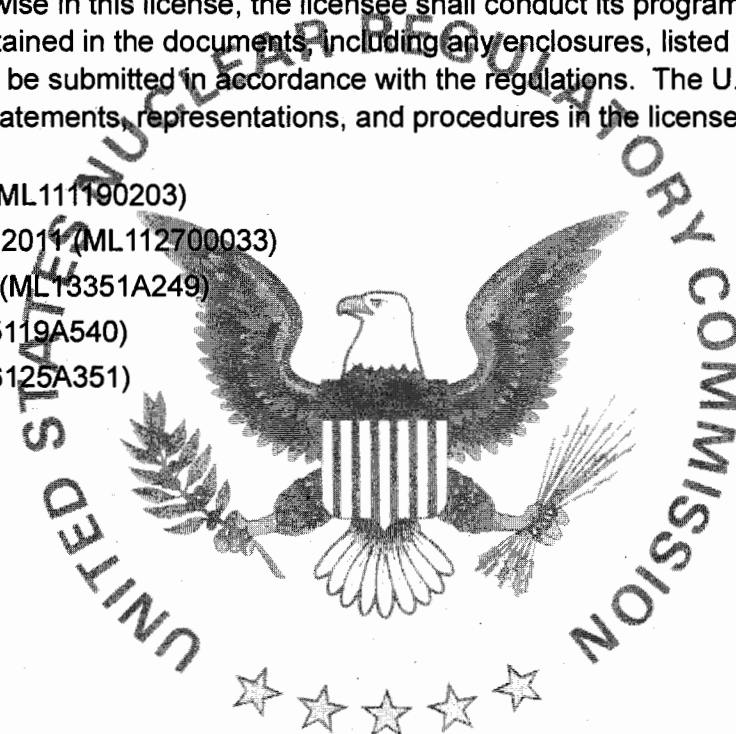 wise in this license, the licensee shall conduct its program
tained in the documents, including any enclosures, listed
be submitted in accordance with the regulations. The U.
atements, representations, and procedures in the license
ML111190203)
2011 (ML112700033)
(ML13351A249)
5119A540)
6125A351)
UNITED STATES NUCLEAR REGULATORY COMMISSION